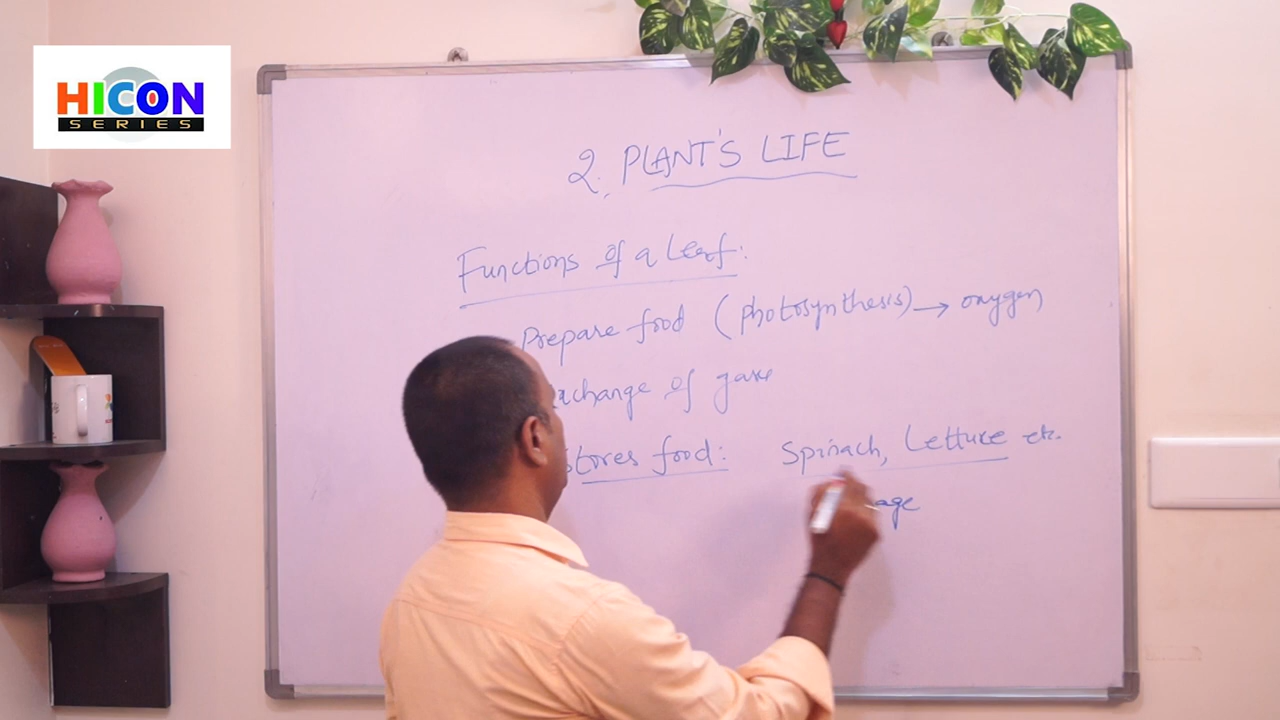 HICON
SERIES
2. PLANT'S LIFE
Functions of a Leaf:
Prepare food (photosynthesis) → oxygen
achange of gases
Stores food: Spinach, Lettuce etc.
age